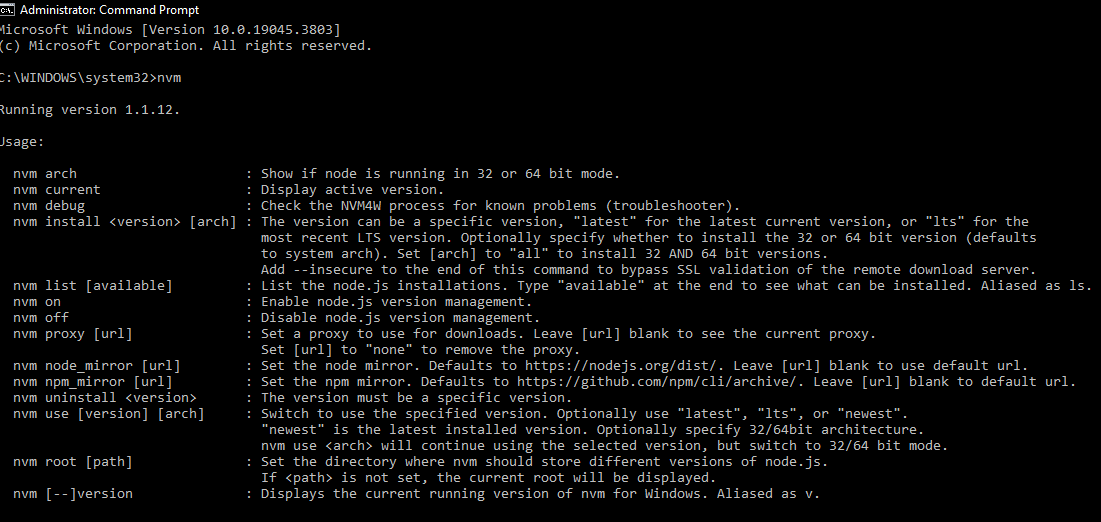 Administrator: Command Prompt
Microsoft Windows [Version 10.0.19045.3803]
(c) Microsoft Corporation. All rights reserved.
C:\WINDOWS\system32>nvm
Running version 1.1.12.
Usage:
nvm arch : Show if node is running in 32 or 64 bit mode.
nvm current : Display active version.
nvm debug : Check the NVM4W process for known problems (troubleshooter).
nvm install <version> [arch] : The version can be a specific version, "latest" for the latest current version, or "lts" for the
most recent LTS version. Optionally specify whether to install the 32 or 64 bit version (defaults
to system arch). Set [arch] to "all" to install 32 AND 64 bit versions.
Add --insecure to the end of this command to bypass SSL validation of the remote download server.
nvm list [available] : List the node.js installations. Type "available" at the end to see what can be installed. Aliased as ls.
nvm on : Enable node.js version management.
nvm off : Disable node.js version management.
nvm proxy [url] : Set a proxy to use for downloads. Leave [url] blank to see the current proxy.
Set [url] to "none" to remove the proxy.
nvm node_mirror [url] : Set the node mirror. Defaults to https://nodejs.org/dist/. Leave [url] blank to use default url.
nvm npm_mirror [url] : Set the npm mirror. Defaults to https://github.com/npm/cli/archive/. Leave [url] blank to default url.
nvm uninstall <version> : The version must be a specific version.
nvm use [version] [arch] : Switch to use the specified version. Optionally use "latest", "lts", or "newest".
"newest" is the latest installed version. Optionally specify 32/64bit architecture.
nvm use <arch> will continue using the selected version, but switch to 32/64 bit mode.
nvm root [path] : Set the directory where nvm should store different versions of node.js.
If <path> is not set, the current root will be displayed.
nvm [--]version : Displays the current running version of nvm for Windows. Aliased as v.